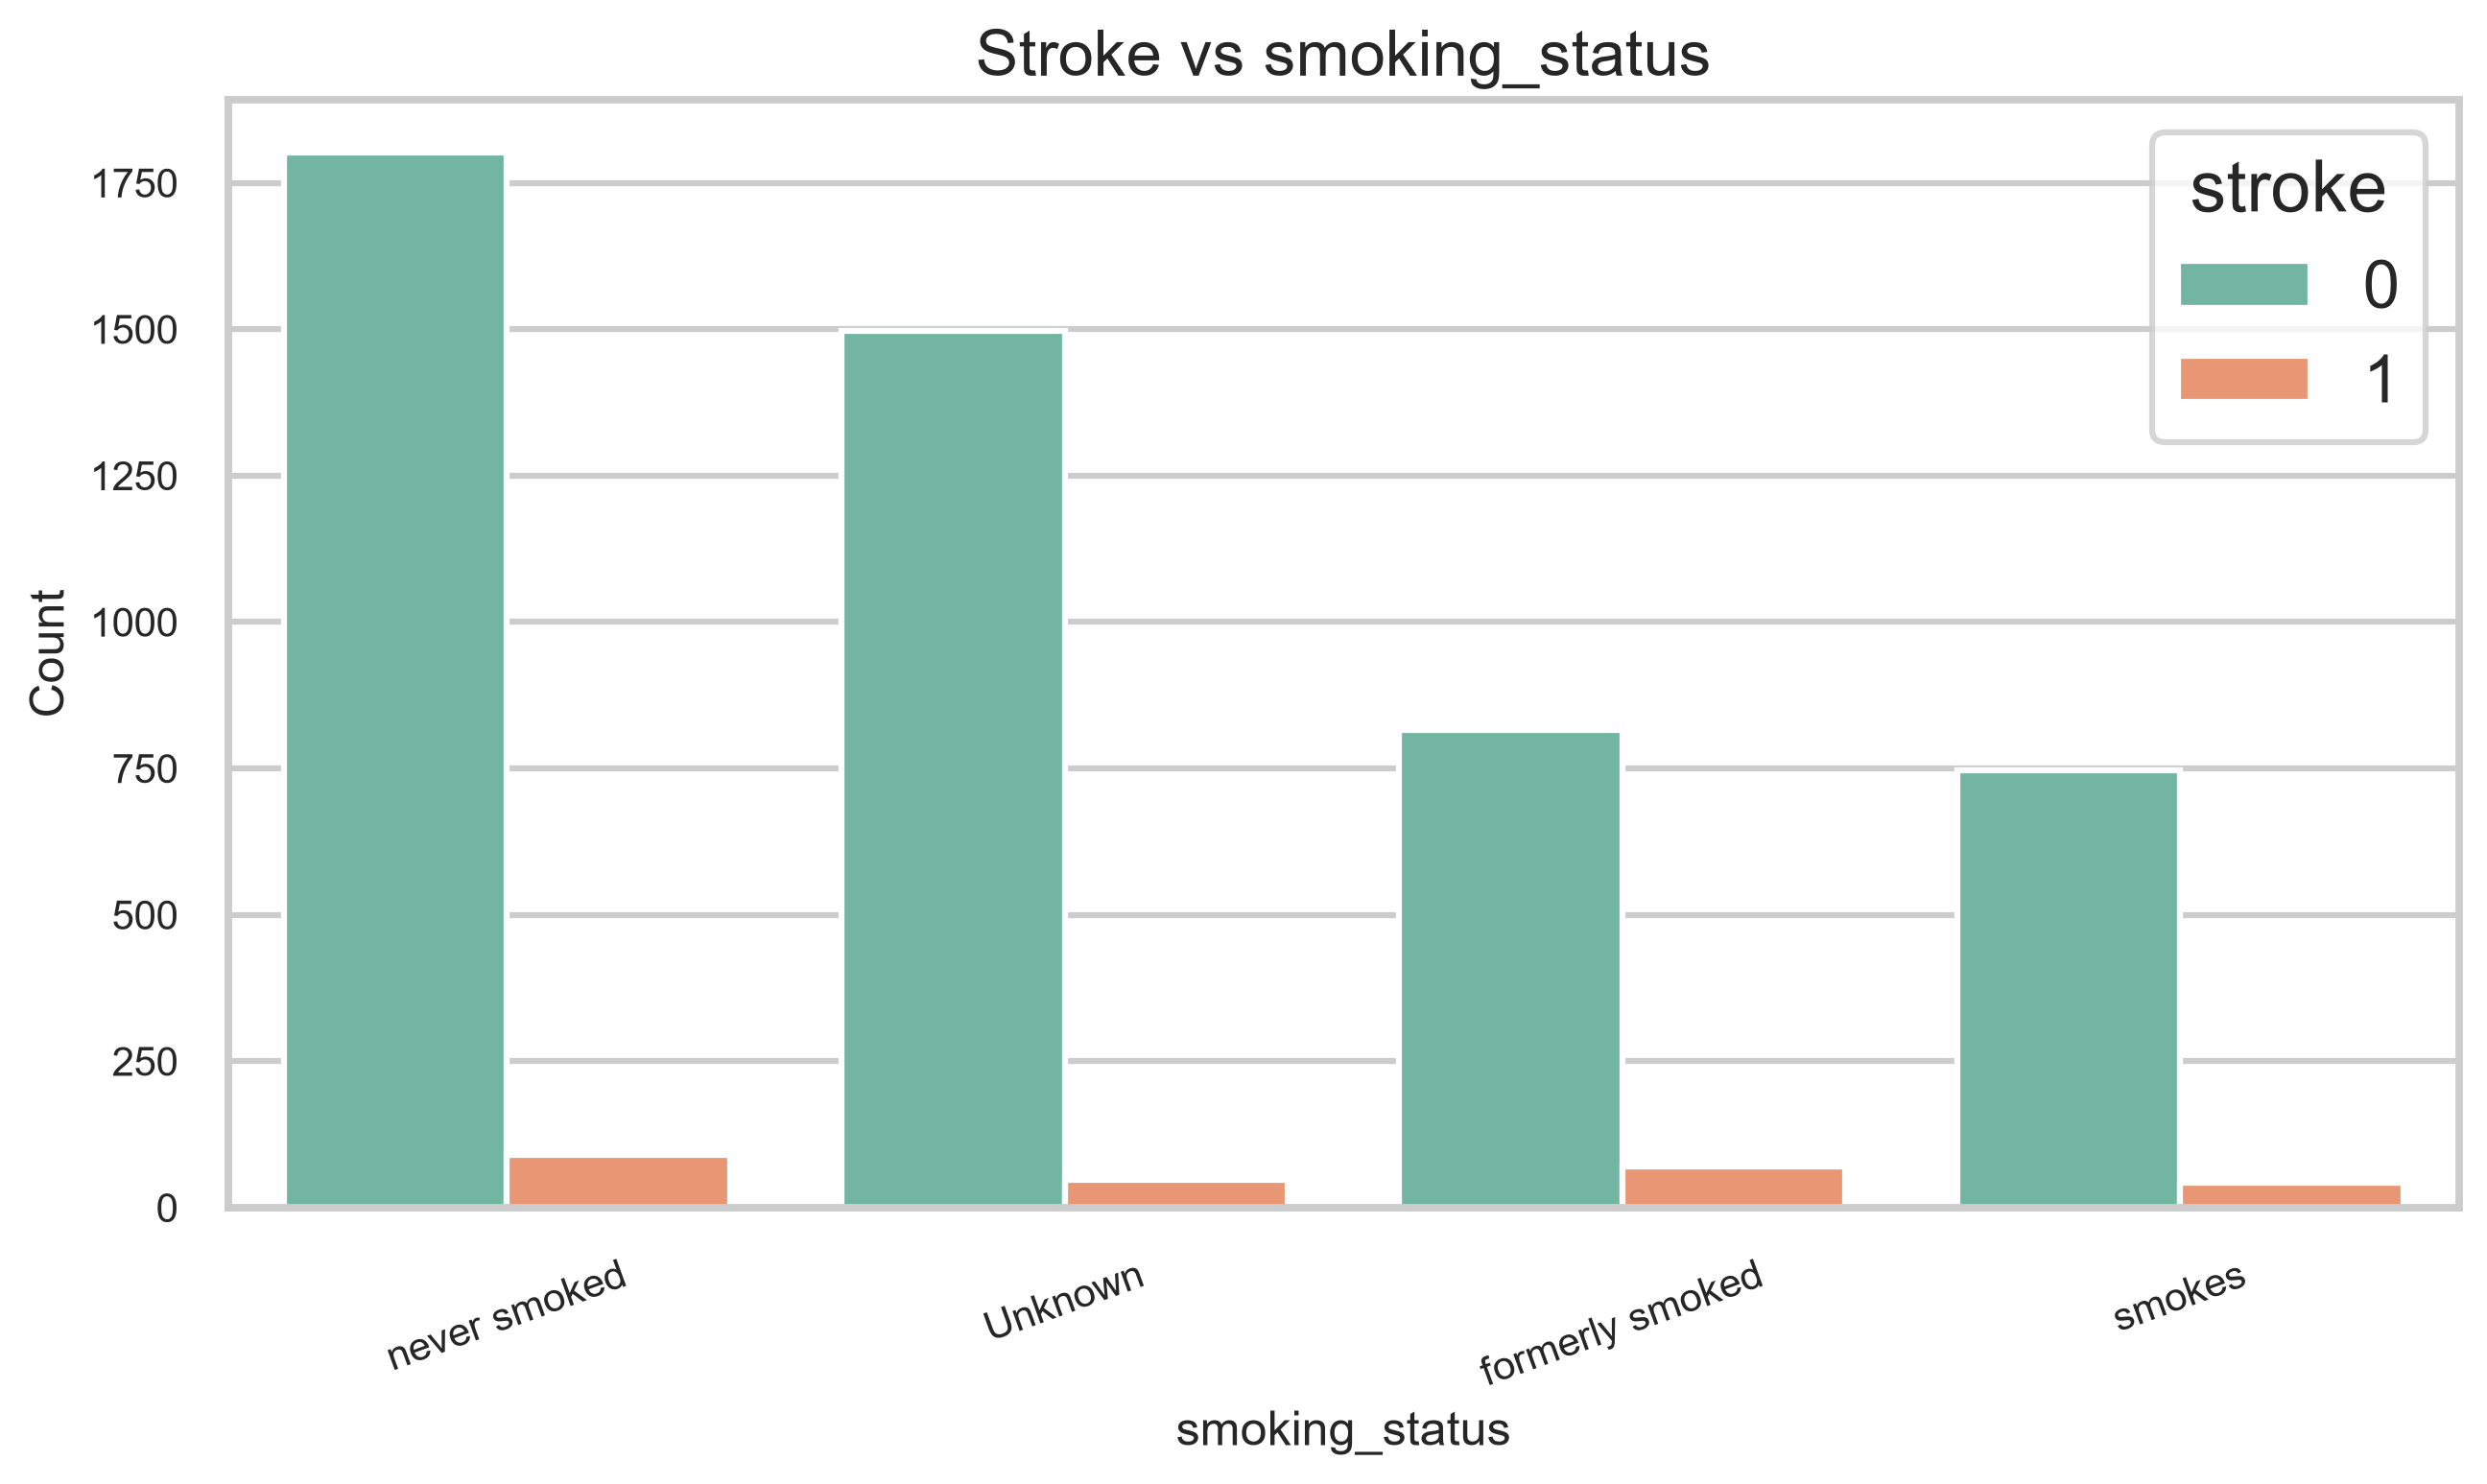 Stroke vs smoking_status
stroke
0
1
Count
1750
1500
1250
1000
750
500
250
0
never smoked
Unknown
formerly smoked
smokes
smoking_status